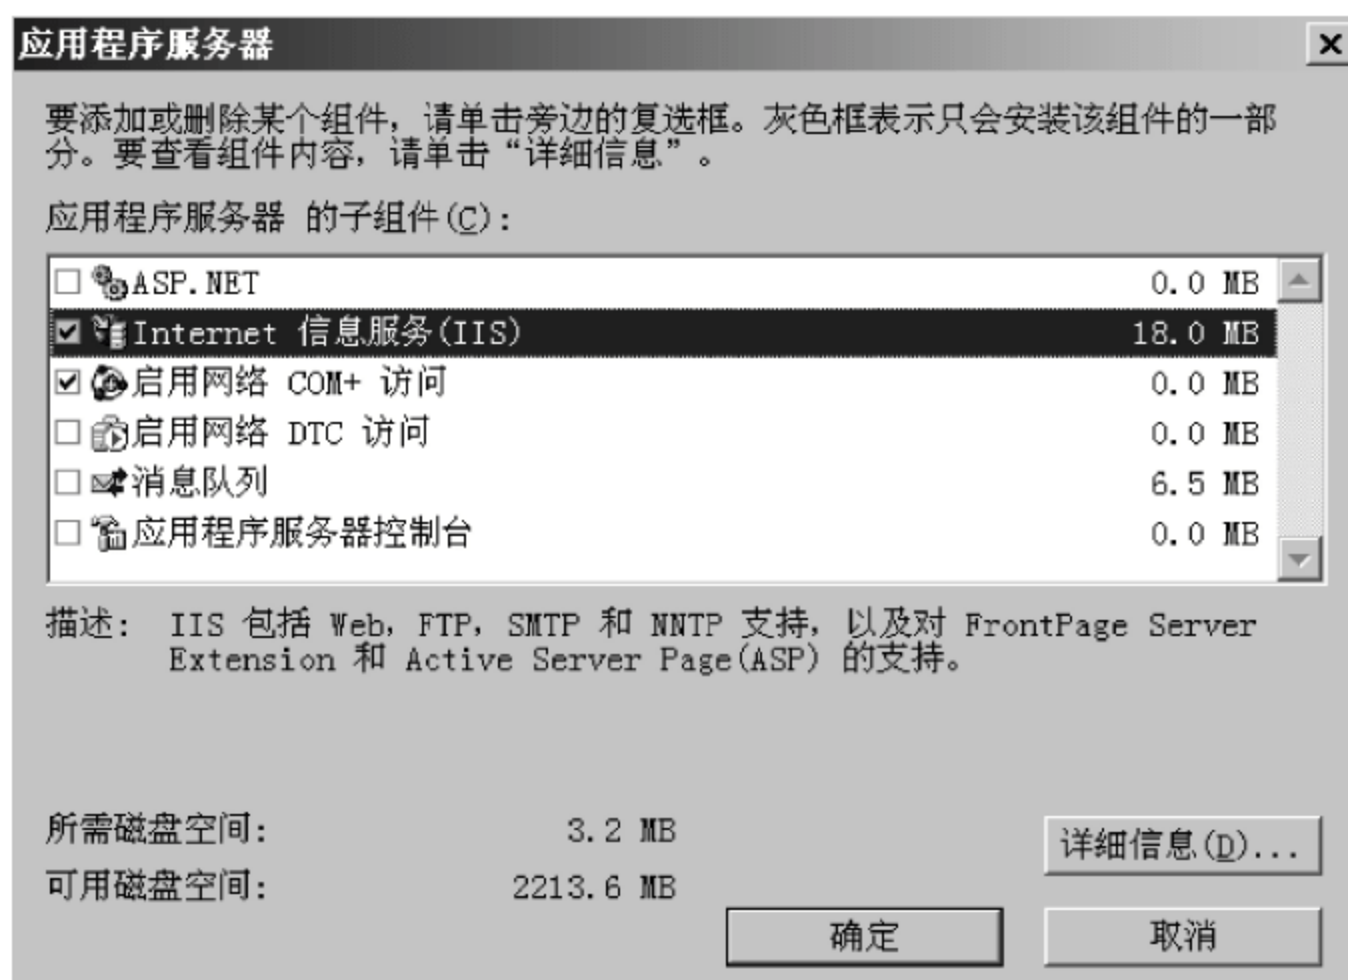 应用程序服务器
要添加或删除某个组件，请单击旁边的复选框。灰色框表示只会安装该组件的一部
分。要查看组件内容，请单击“详细信息”。
应用程序服务器 的子组件(C)：
ASP.NET 0.0 MB
Internet 信息服务(IIS) 18.0 MB
启用网络 COM+ 访问 0.0 MB
启用网络 DTC 访问 0.0 MB
消息队列 6.5 MB
应用程序服务器控制台 0.0 MB
描述： IIS 包括 Web，FTP，SMTP 和 NNTP 支持，以及对 FrontPage Server
Extension 和 Active Server Page(ASP) 的支持。
所需磁盘空间： 3.2 MB
详细信息(D)...
可用磁盘空间： 2213.6 MB
确定 取消